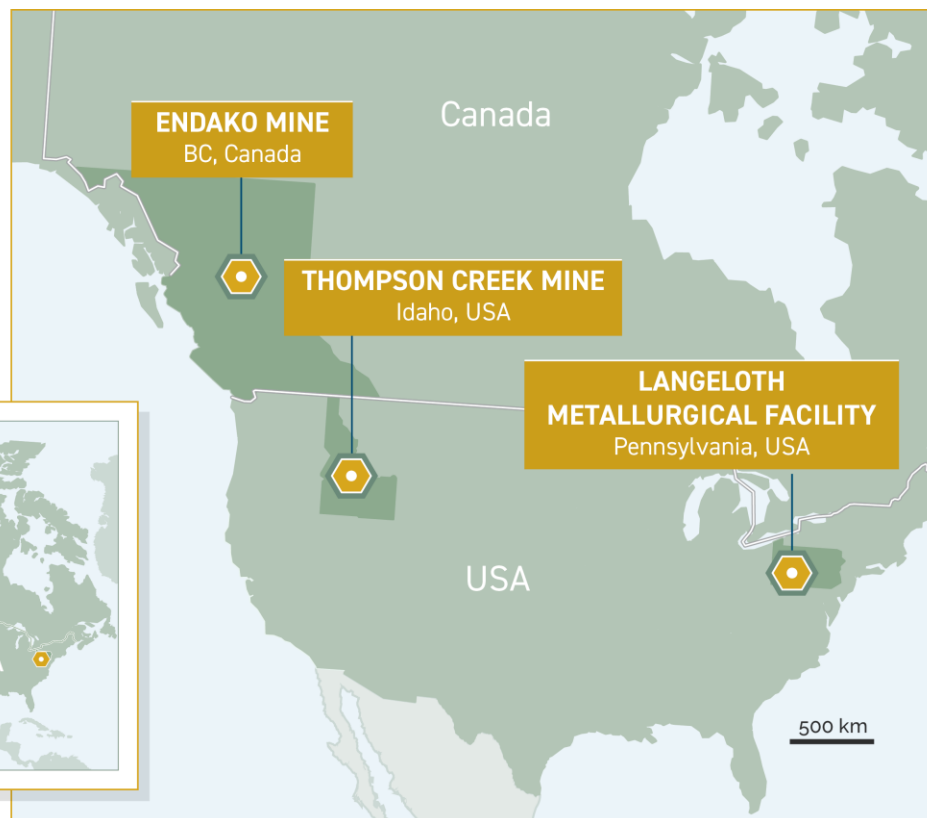 Canada
ENDAKO MINE
BC, Canada
THOMPSON CREEK MINE
Idaho, USA
LANGELOTH
METALLURGICAL FACILITY
Pennsylvania, USA
USA
500 km